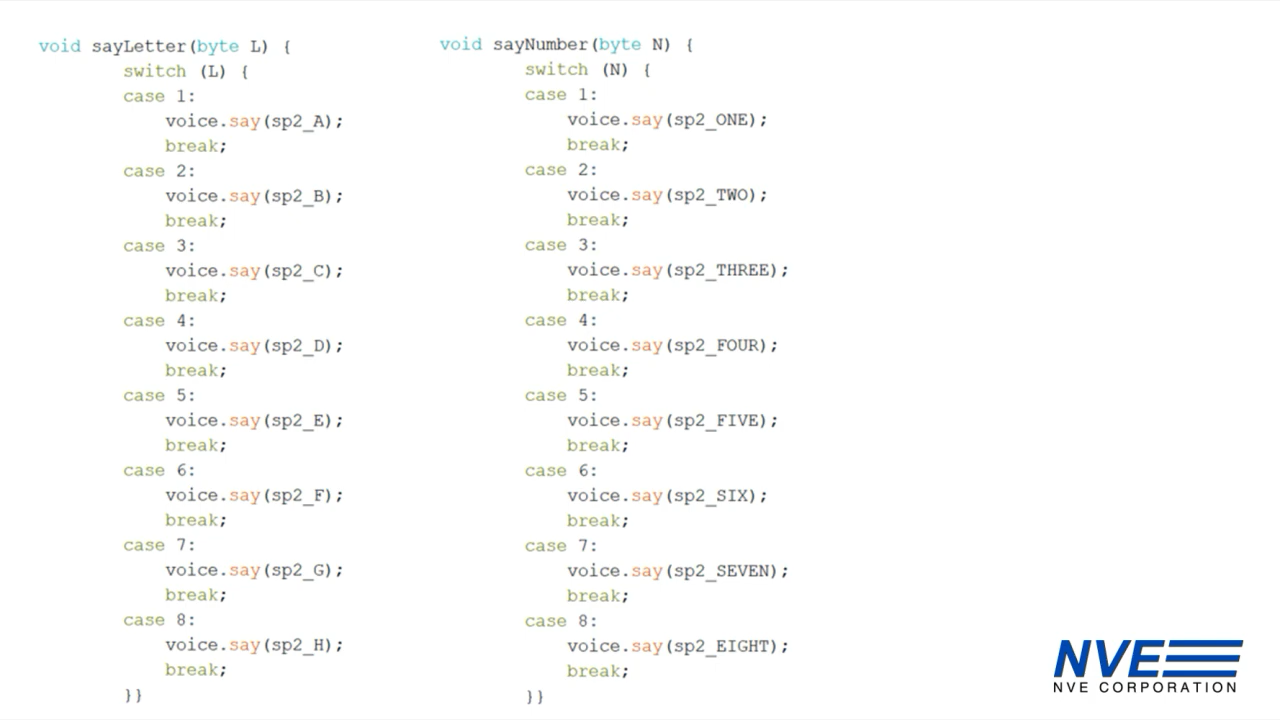 void sayLetter(byte L) {
switch (L) {
case 1:
voice.say(sp2_A);
break;
case 2:
voice.say(sp2_B);
break;
case 3:
voice.say(sp2_C);
break;
case 4:
voice.say(sp2_D);
break;
case 5:
voice.say(sp2_E);
break;
case 6:
voice.say(sp2_F);
break;
case 7:
voice.say(sp2_G);
break;
case 8:
voice.say(sp2_H);
break;
}}
void sayNumber(byte N) {
switch (N) {
case 1:
voice.say(sp2_ONE);
break;
case 2:
voice.say(sp2_TWO);
break;
case 3:
voice.say(sp2_THREE);
break;
case 4:
voice.say(sp2_FOUR);
break;
case 5:
voice.say(sp2_FIVE);
break;
case 6:
voice.say(sp2_SIX);
break;
case 7:
voice.say(sp2_SEVEN);
break;
case 8:
voice.say(sp2_EIGHT);
break;
}}
NVE
NVE CORPORATION